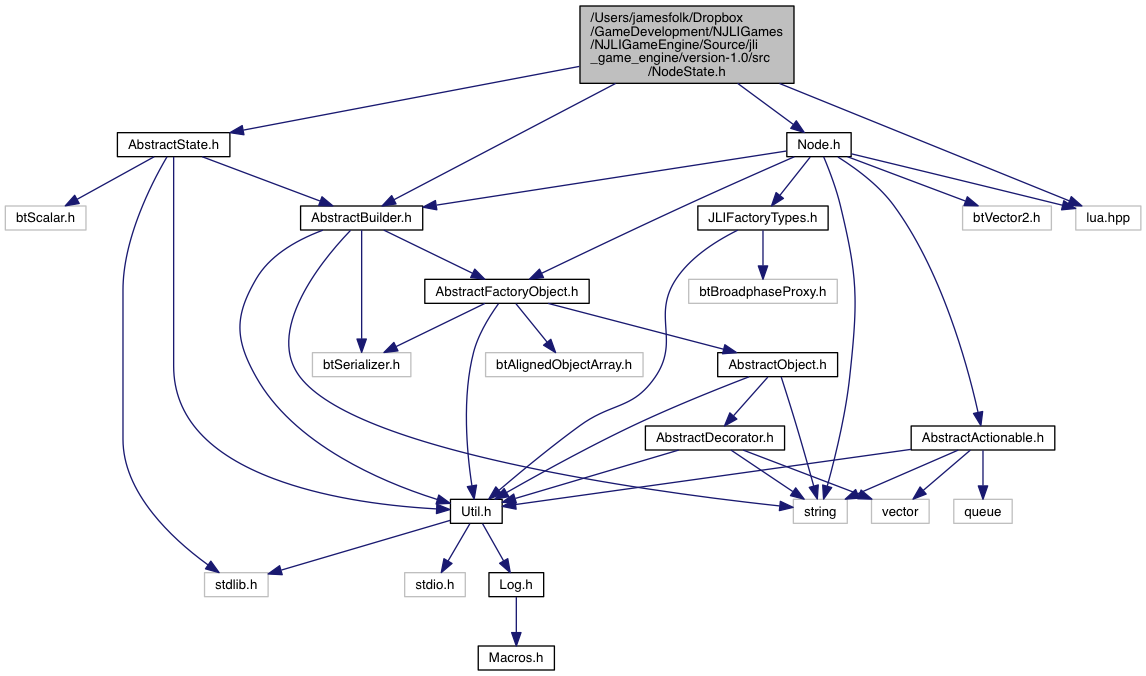 /Users/jamesfolk/Dropbox
/GameDevelopment/NJLIGames
/NJLIGameEngine/Source/jli
_game_engine/version-1.0/src
/NodeState.h
AbstractState.h
Node.h
btScalar.h
AbstractBuilder.h
JLIFactoryTypes.h
btVector2.h
lua.hpp
AbstractFactoryObject.h
btBroadphaseProxy.h
btSerializer.h
btAlignedObjectArray.h
AbstractObject.h
AbstractDecorator.h
AbstractActionable.h
Util.h
string
vector
queue
stdlib.h
stdio.h
Log.h
Macros.h